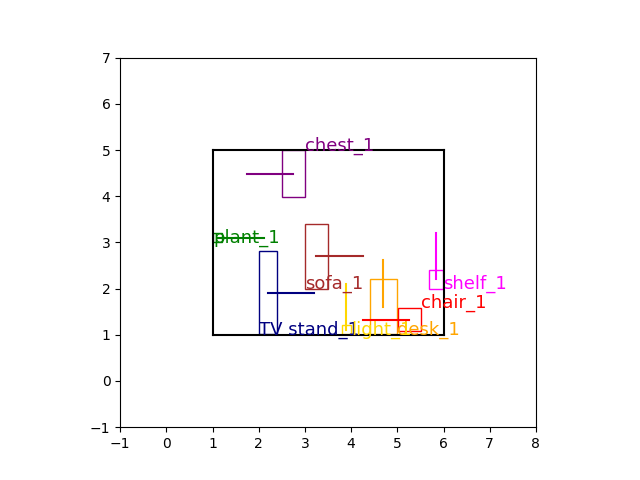 7
6
5
4
3
2
1
0
−1
chest_1
plant_1
sofa_1
shelf_1
chair_1
TV stand_1
light_1
desk_1
−1 0 1 2 3 4 5 6 7 8